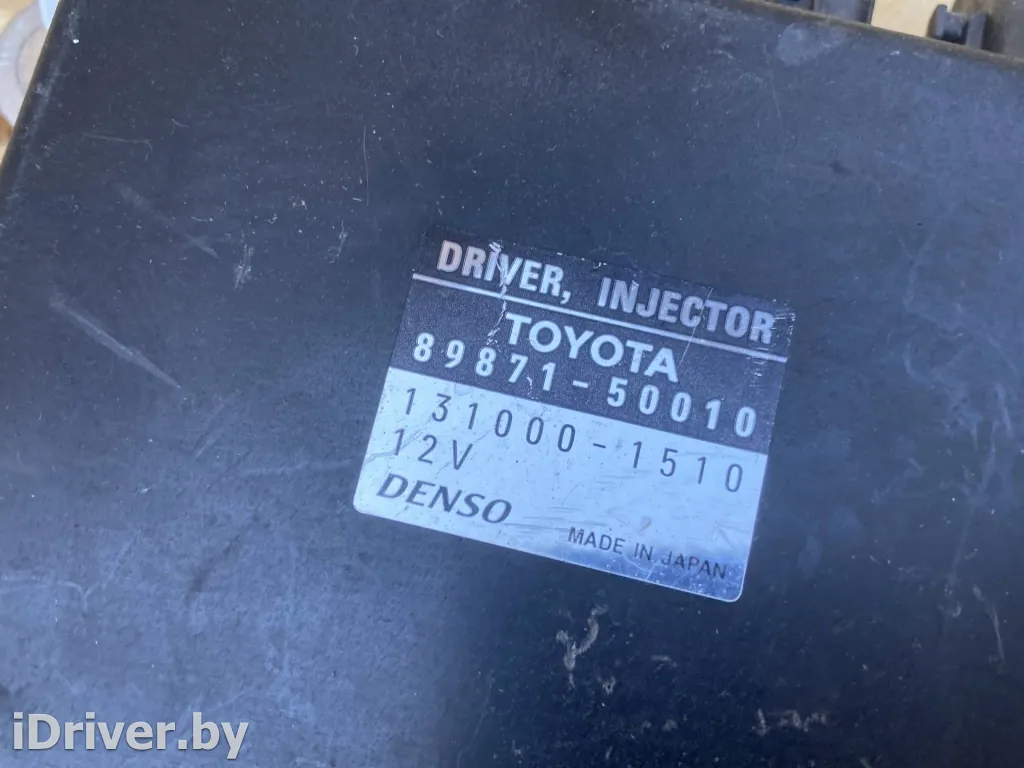 DRIVER, INJECTOR
TOYOTA
89871-50010
131000-1510
12V
DENSO
MADE IN JAPAN
iDriver.by